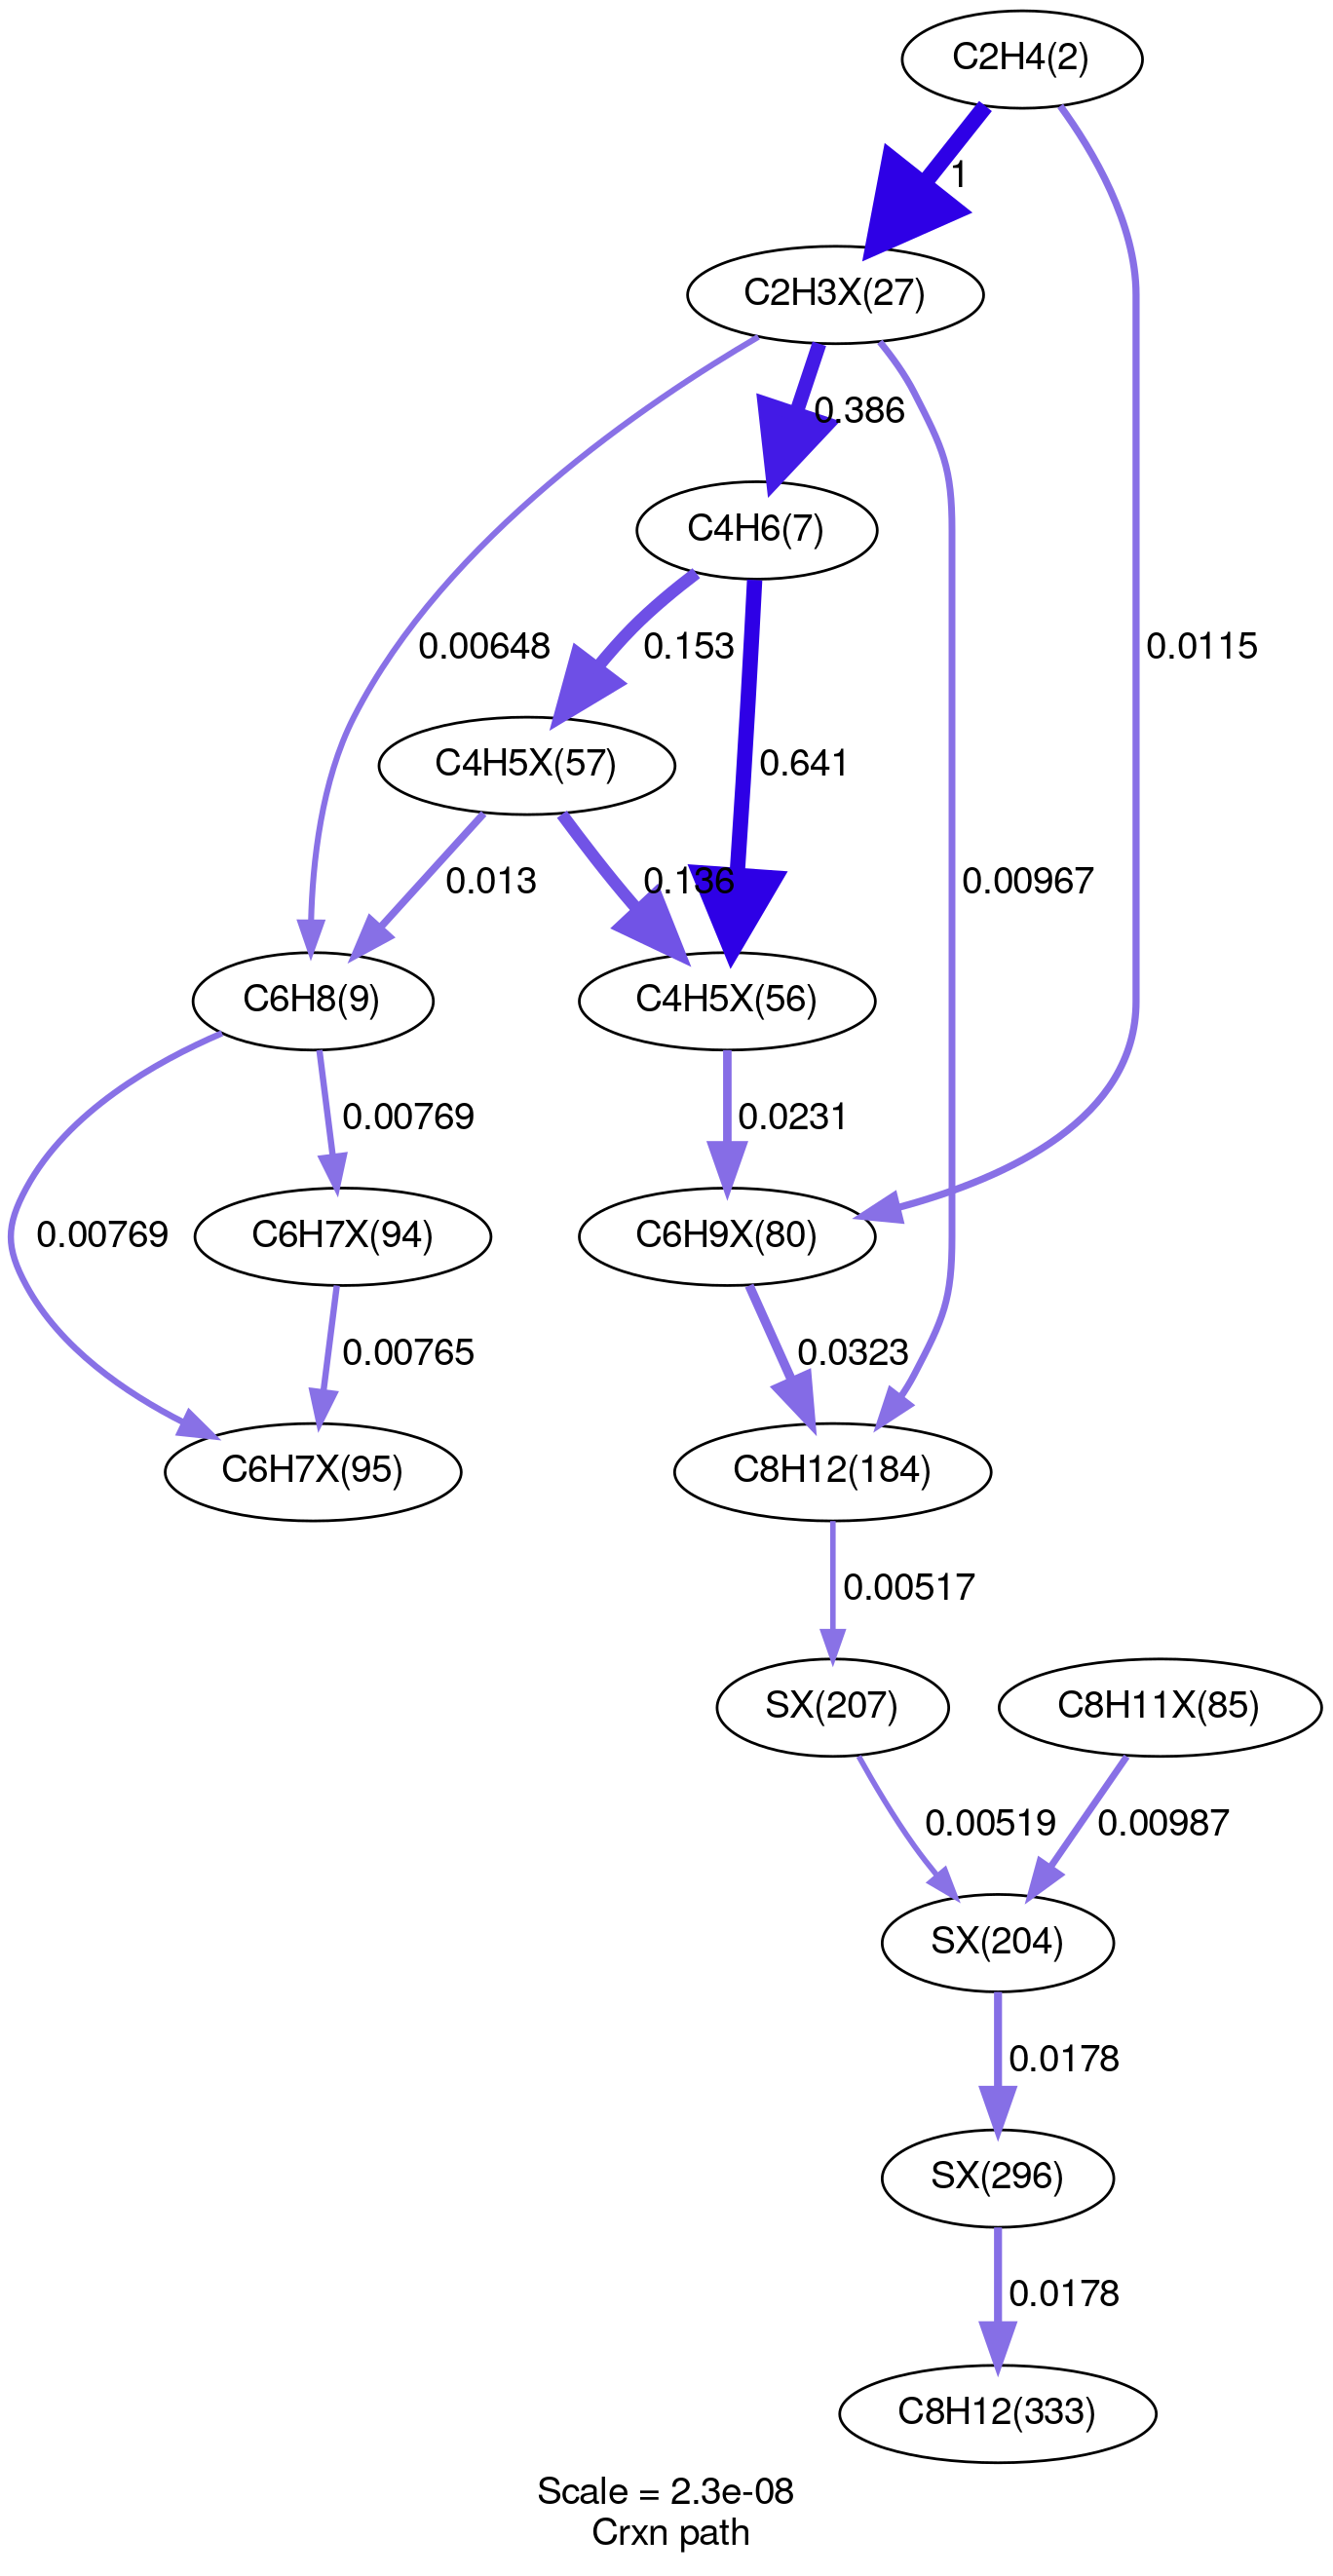 C2H4(2)
1
C2H3X(27)
0.386
C4H6(7)
0.00648
0.153
0.0115
C4H5X(57)
0.641
0.013
0.136
0.00967
C6H8(9)
C4H5X(56)
0.00769
0.0231
0.00769
C6H7X(94)
C6H9X(80)
0.00765
0.0323
C6H7X(95)
C8H12(184)
0.00517
SX(207)
C8H11X(85)
0.00519
0.00987
SX(204)
0.0178
SX(296)
0.0178
C8H12(333)
Scale = 2.3e-08
Crxn path